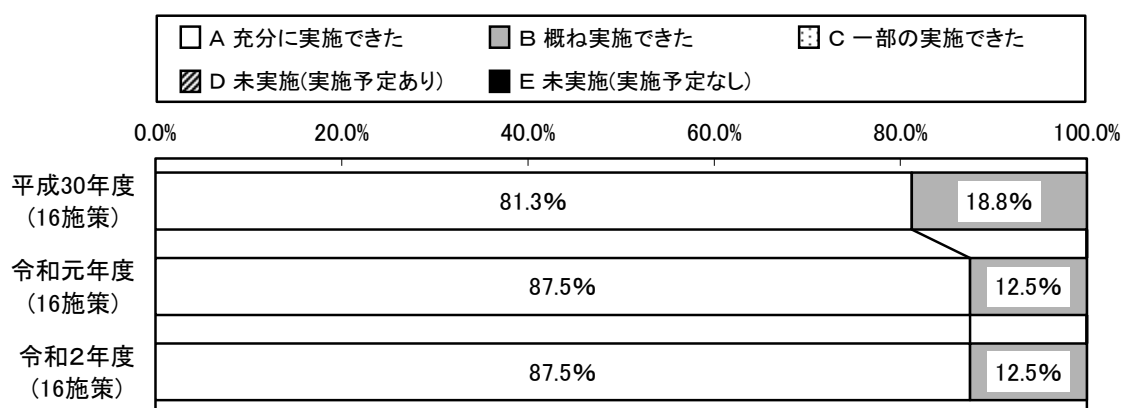 A 充分に実施できた B 概ね実施できた C 一部の実施できた
D 未実施(実施予定あり) E 未実施(実施予定なし)
0.0% 20.0% 40.0% 60.0% 80.0% 100.0%
平成30年度
(16施策)
81.3% 18.8%
令和元年度
(16施策)
87.5% 12.5%
令和2年度
(16施策)
87.5% 12.5%